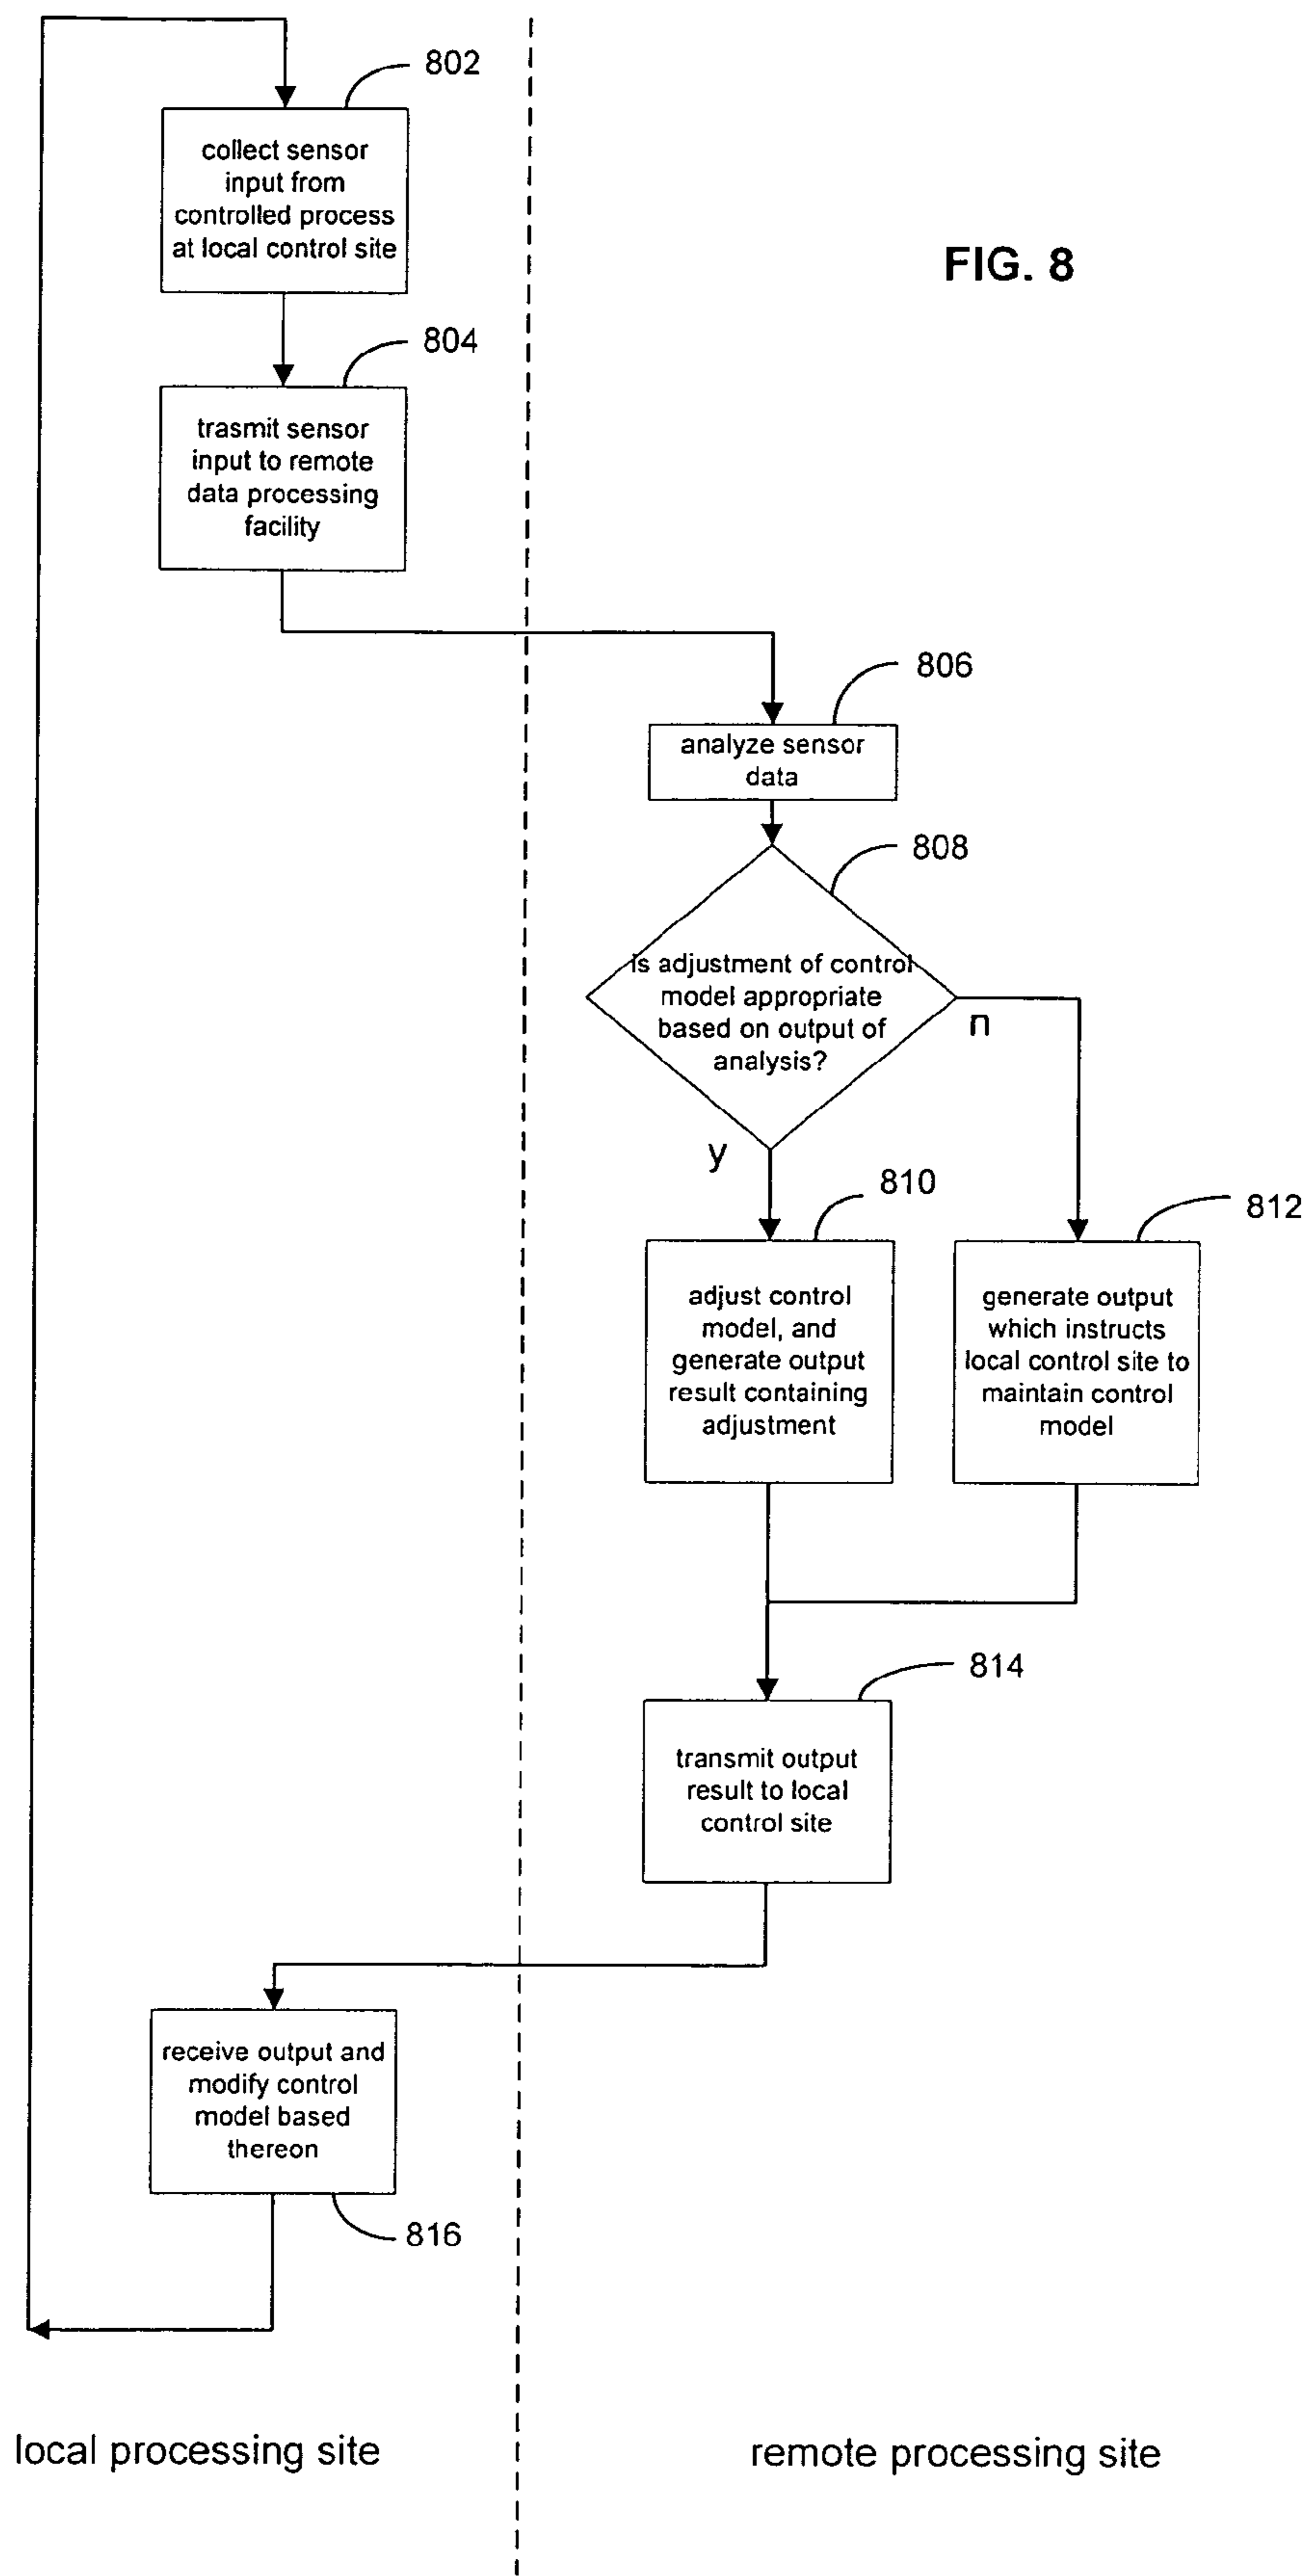 802
collect sensor
input from
controlled process
at local control site
FIG. 8
804
trasmit sensor
input to remote
data processing
facility
806
analyze sensor
data
808
is adjustment of control
model appropriate
based on output of
analysis?
n
y
810
812
adjust control
model, and
generate output
result containing
adjustment
generate output
which instructs
local control site to
maintain control
model
814
transmit output
result to local
control site
receive output and
modify control
model based
thereon
816
local processing site
remote processing site